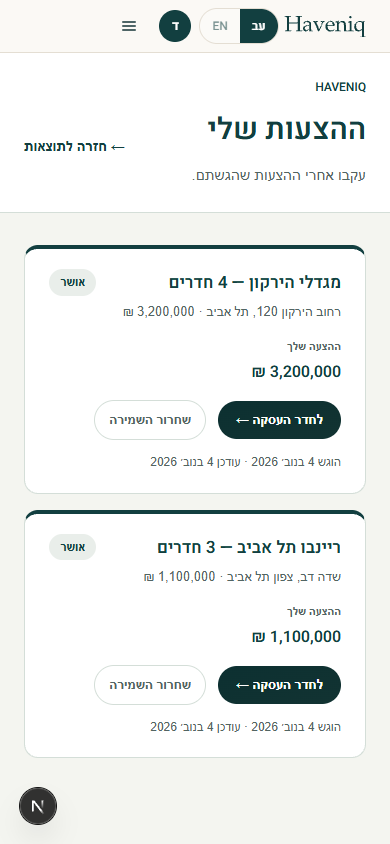 Haveniq עב EN ד
HAVENIQ
ההצעות שלי
← חזרה לתוצאות
עקבו אחרי ההצעות שהגשתם.
מגדלי הירקון — 4 חדרים
אושר
רחוב הירקון 120, תל אביב · 3,200,000 ₪
ההצעה שלך
3,200,000 ₪
לחדר העסקה ←
שחרור השמירה
הוגש 4 בנוב׳ 2026 · עודכן 4 בנוב׳ 2026
ריינבו תל אביב — 3 חדרים
אושר
שדה דב, צפון תל אביב · 1,100,000 ₪
ההצעה שלך
1,100,000 ₪
לחדר העסקה ←
שחרור השמירה
הוגש 4 בנוב׳ 2026 · עודכן 4 בנוב׳ 2026
N